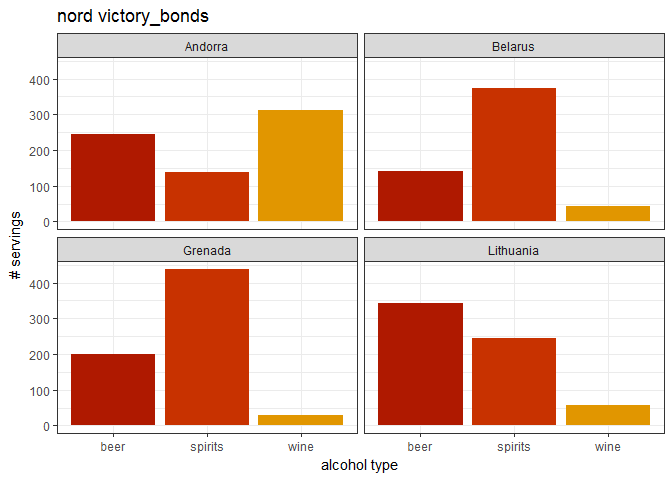 nord victory_bonds
Andorra
Belarus
400
300
200
100
0
Grenada
Lithuania
400
300
200
100
0
# servings
beer spirits wine beer spirits wine
alcohol type